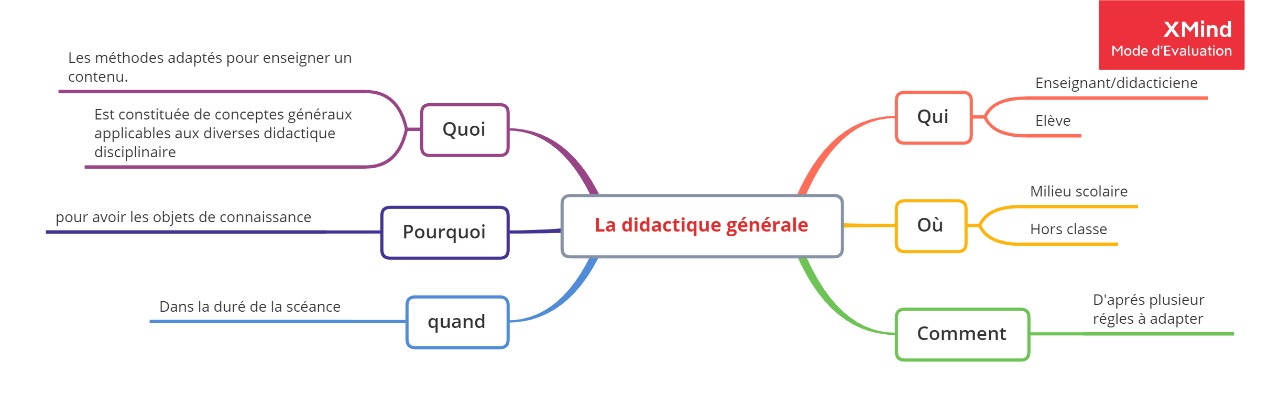 XMind
Mode d'Evaluation
La didactique générale
Qui
Enseignant/didacticiene
Elève
Où
Milieu scolaire
Hors classe
Comment
D'aprés plusieur
régles à adapter
Quoi
Les méthodes adaptés pour enseigner un
contenu.
Est constituée de conceptes généraux
applicables aux diverses didactique
disciplinaire
Pourquoi
pour avoir les objets de connaissance
quand
Dans la duré de la scéance